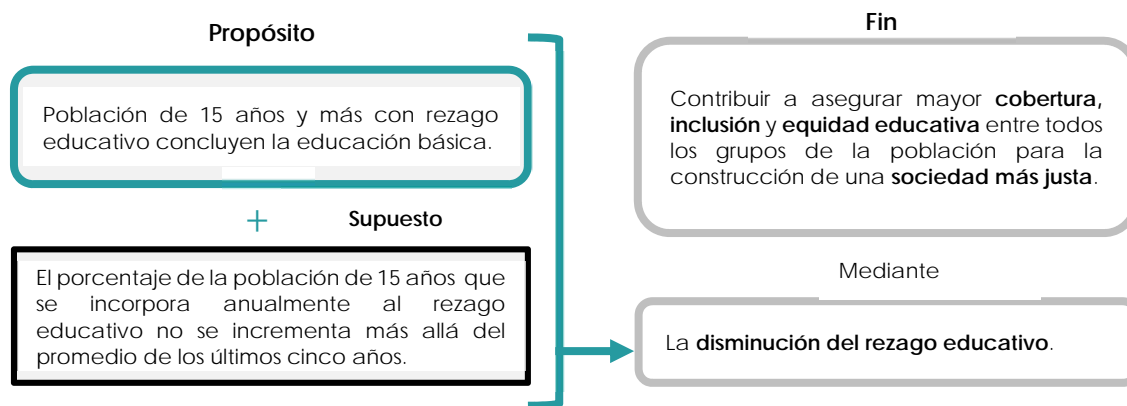 Propósito
Población de 15 años y más con rezago
educativo concluyen la educación básica.
+
Supuesto
El porcentaje de la población de 15 años que
se incorpora anualmente al rezago
educativo no se incrementa más allá del
promedio de los últimos cinco años.
Fin
Contribuir a asegurar mayor cobertura,
inclusión y equidad educativa entre todos
los grupos de la población para la
construcción de una sociedad más justa.
Mediante
La disminución del rezago educativo.